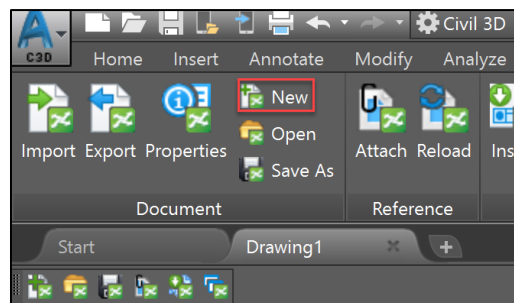 Civil 3D
C3D Home Insert Annotate Modify Analyze
New
Open
Import Export Properties Attach Reload Ins
Save As
Document Reference
Start Drawing1